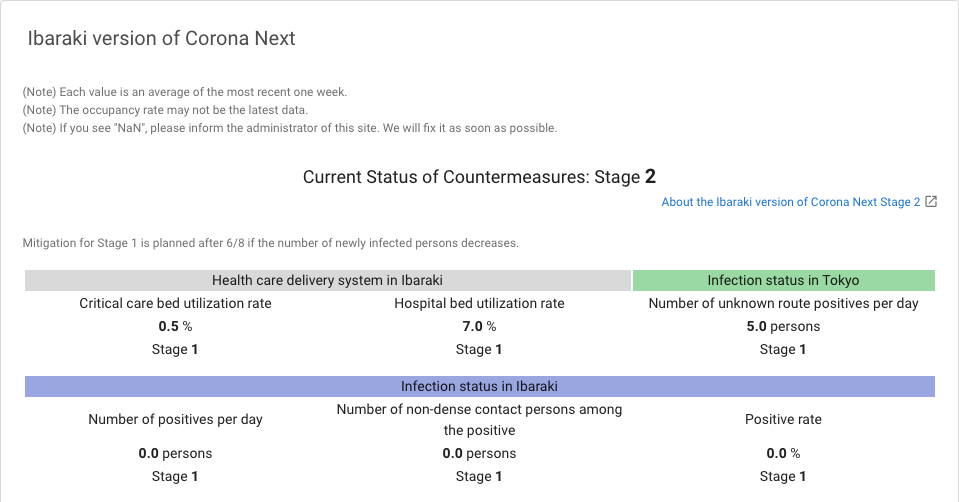 Ibaraki version of Corona Next
(Note) Each value is an average of the most recent one week.
(Note) The occupancy rate may not be the latest data.
(Note) If you see "NaN", please inform the administrator of this site. We will fix it as soon as possible.
Current Status of Countermeasures: Stage 2
About the Ibaraki version of Corona Next Stage 2
Mitigation for Stage 1 is planned after 6/8 if the number of newly infected persons decreases.
Health care delivery system in Ibaraki Infection status in Tokyo
Critical care bed utilization rate Hospital bed utilization rate Number of unknown route positives per day
0.5 % 7.0 % 5.0 persons
Stage 1 Stage 1 Stage 1
Infection status in Ibaraki
Number of positives per day
Number of non-dense contact persons among
the positive
Positive rate
0.0 persons 0.0 persons 0.0 %
Stage 1 Stage 1 Stage 1